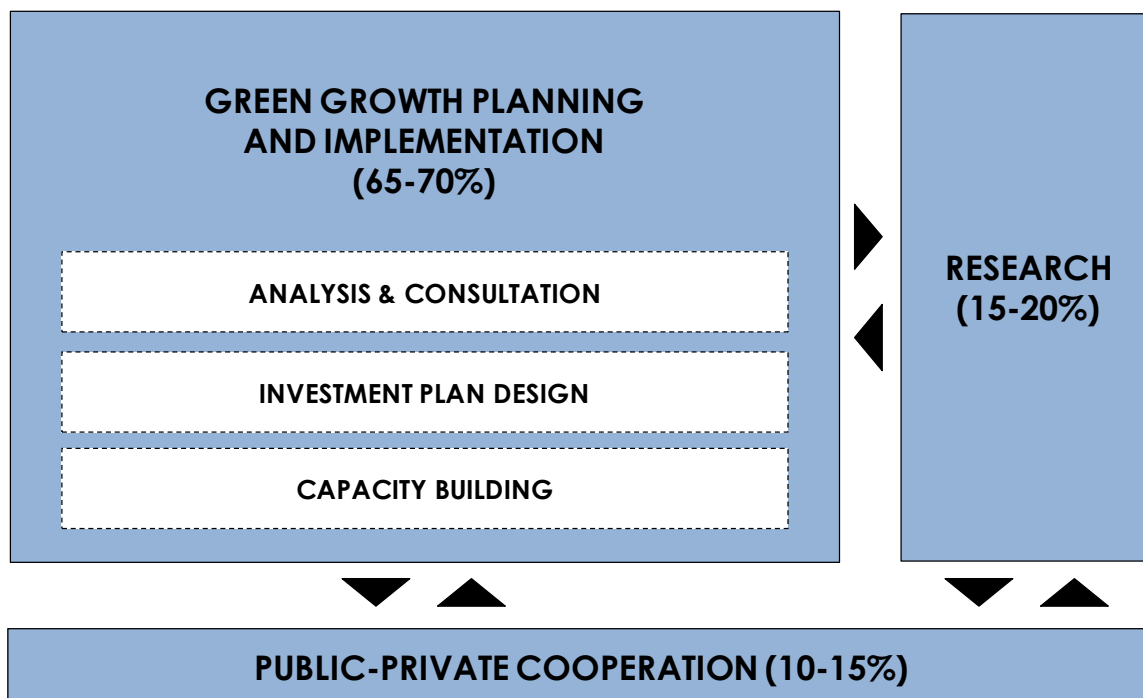 GREEN GROWTH PLANNING
AND IMPLEMENTATION
(65-70%)
ANALYSIS & CONSULTATION
INVESTMENT PLAN DESIGN
CAPACITY BUILDING
RESEARCH
(15-20%)
PUBLIC-PRIVATE COOPERATION (10-15%)